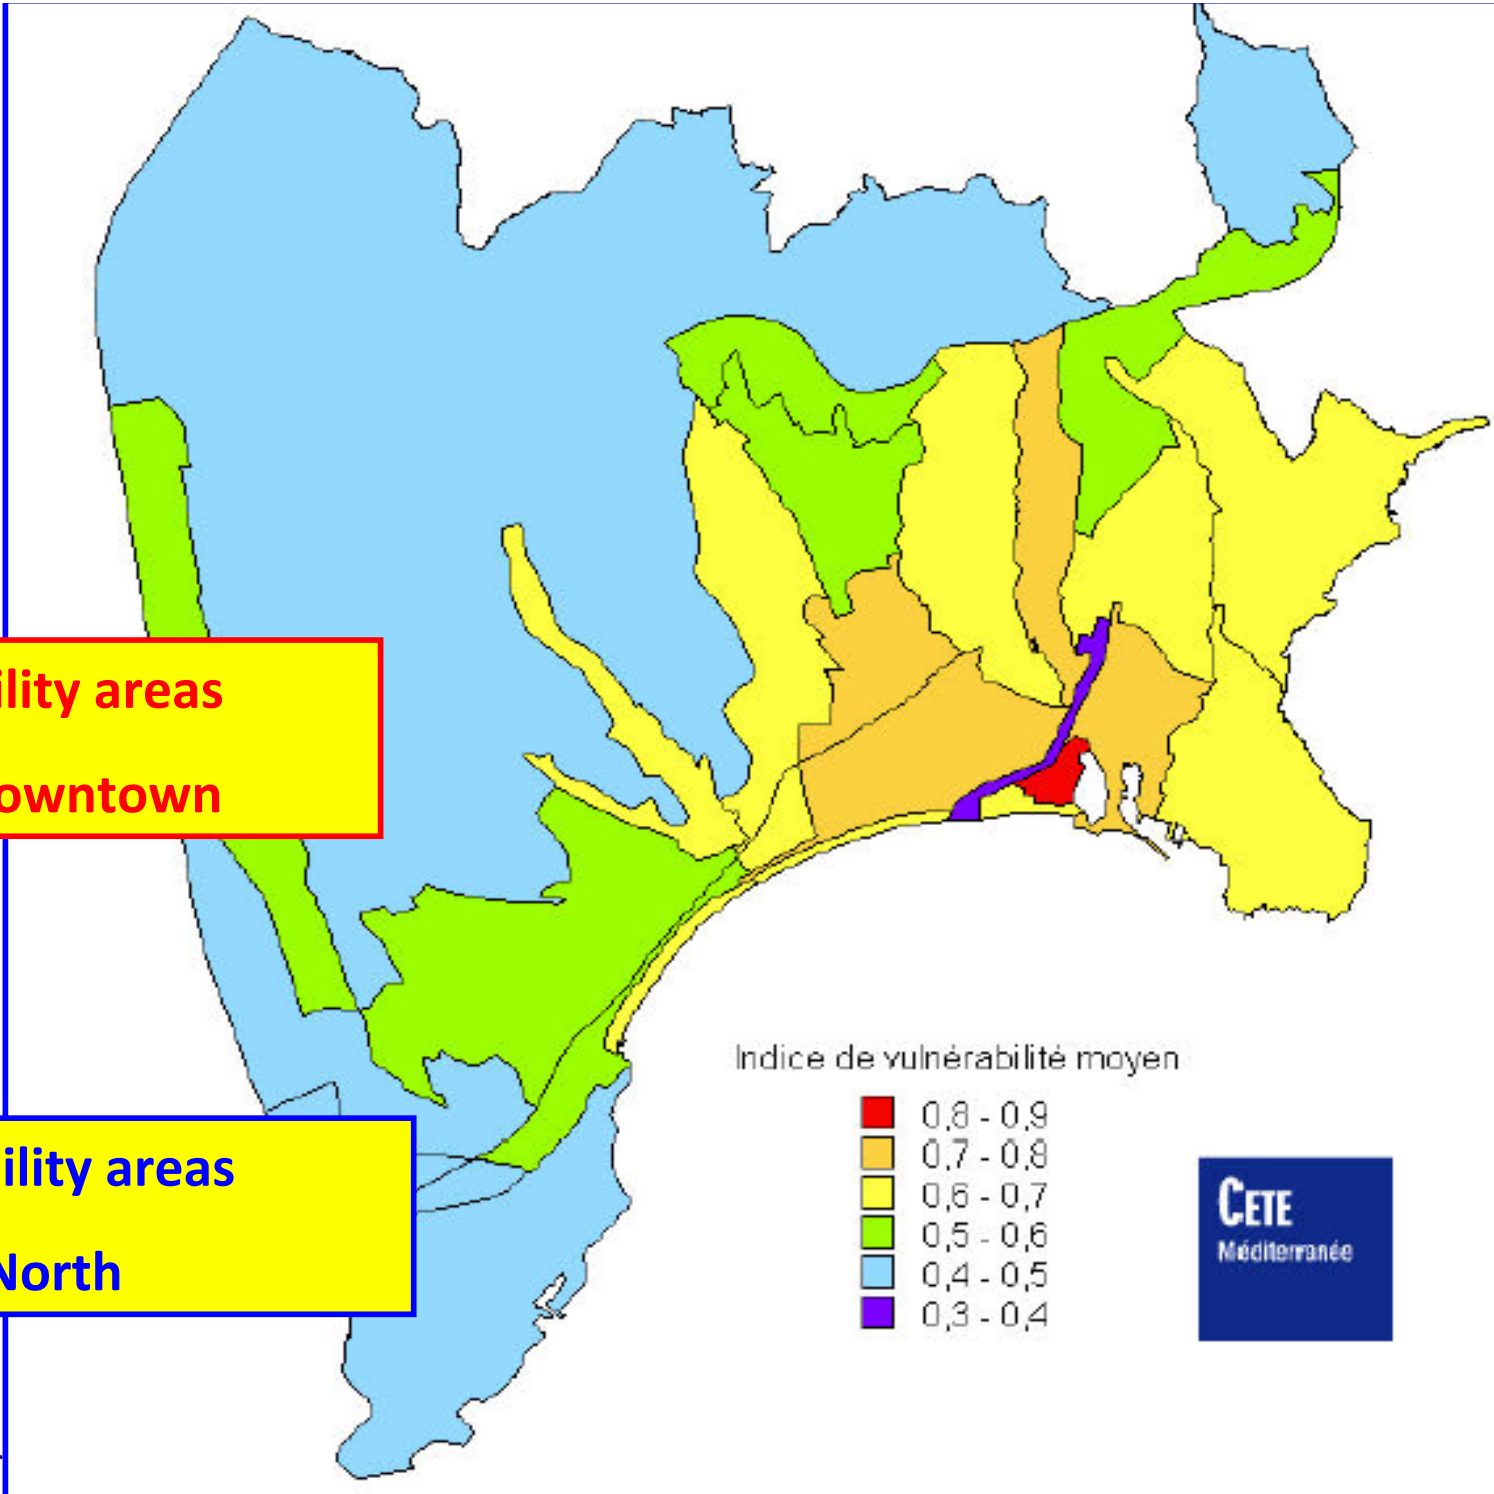 ility areas
owntown
ility areas
North
Indice de vulnérabilité moyen
0,8 - 0,9
0,7 - 0,8
0,6 - 0,7
0,5 - 0,6
0,4 - 0,5
0,3 - 0,4
CETE
Méditerranée